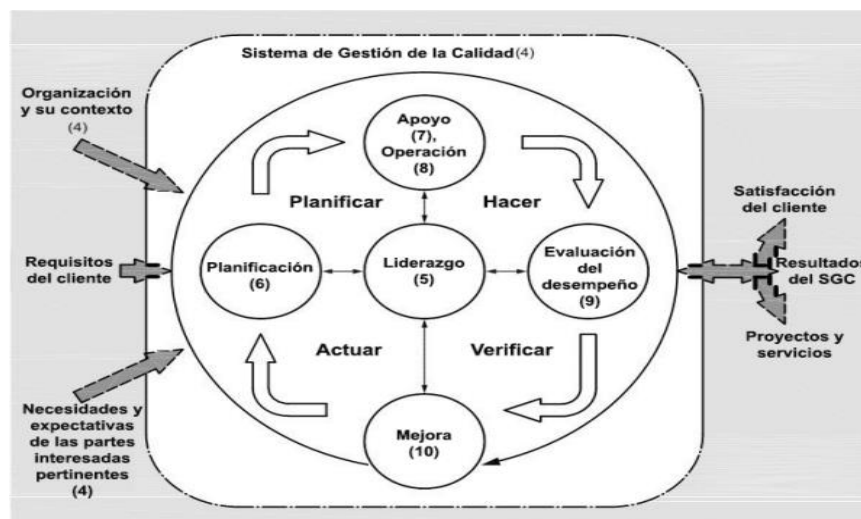 Sistema de Gestión de la Calidad (4)
Organización
y su contexto
(4)
Apoyo
(7),
Operación
(8)
Planificar
Hacer
Satisfacción
del cliente
Requisitos
del cliente
Planificación
(6)
Liderazgo
(5)
Evaluación
del
desempeño
(9)
Resultados
del SGC
Actuar
Verificar
Proyectos y
servicios
Necesidades y
expectativas
de las partes
interesadas
pertinentes
(4)
Mejora
(10)